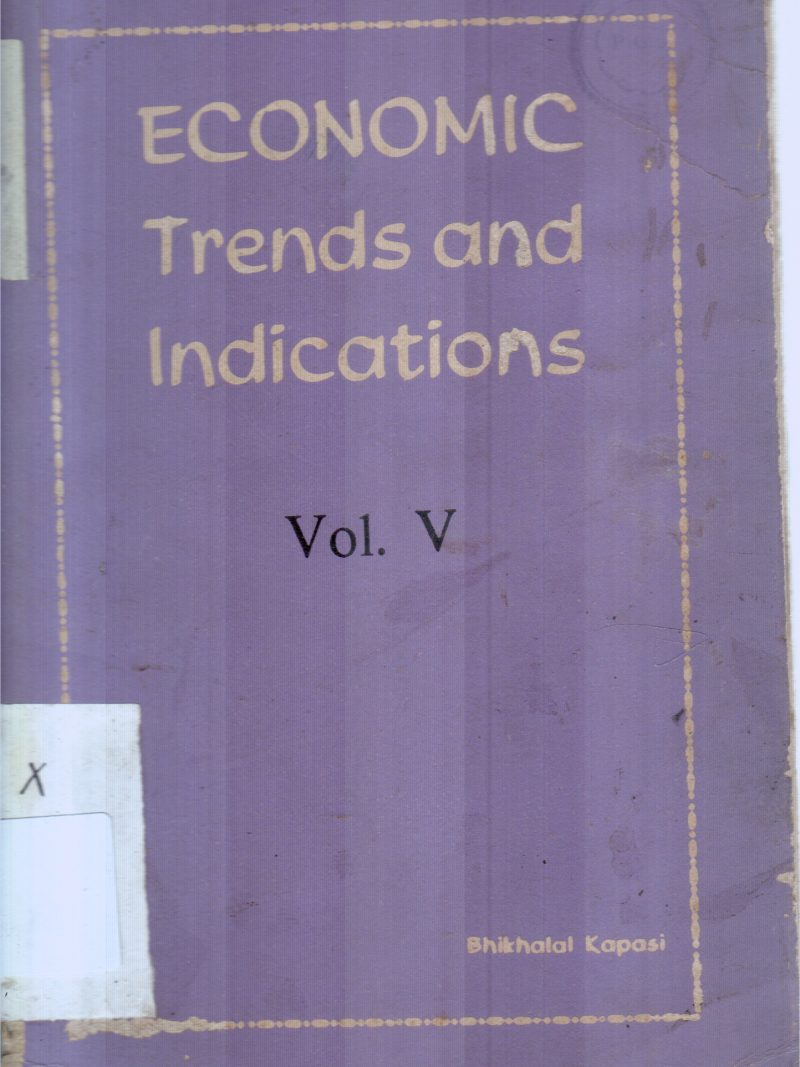 ECONOMIC
Trends and
Indications
Vol. V
X
Bhikhalal Kapasi